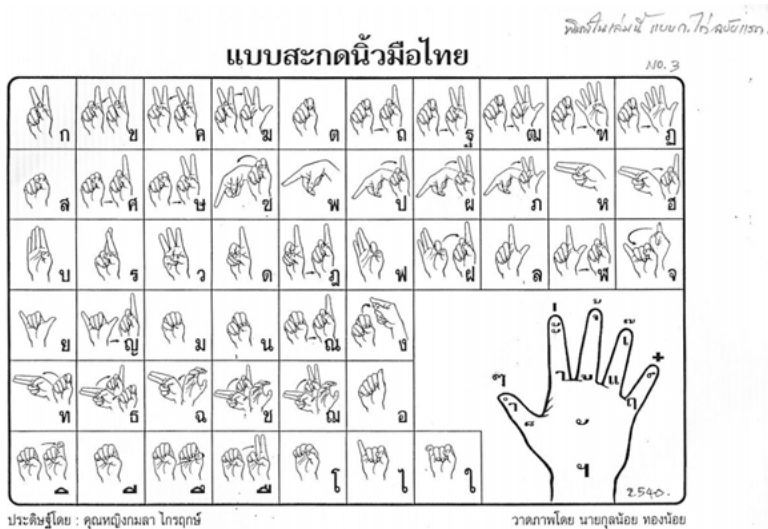 แบบสะกดนิ้วมือไทย
NO. 3
ก ข ค ฆ ต ถ ฐ ฒ ฑ ฏ
ส ศ ษ ซ พ ป ผ ภ ห ฮ
บ ร ว ด ฎ ฟ ฝ ล ฬ จ
ย ญ ม น ณ ง
ท ธ ฉ ช ฌ อ
โ ไ ใ
2540.
ประดิษฐ์โดย : คุณหญิงกมลา ไกรฤกษ์
วาดภาพโดย นายกุลน้อย ทองน้อย